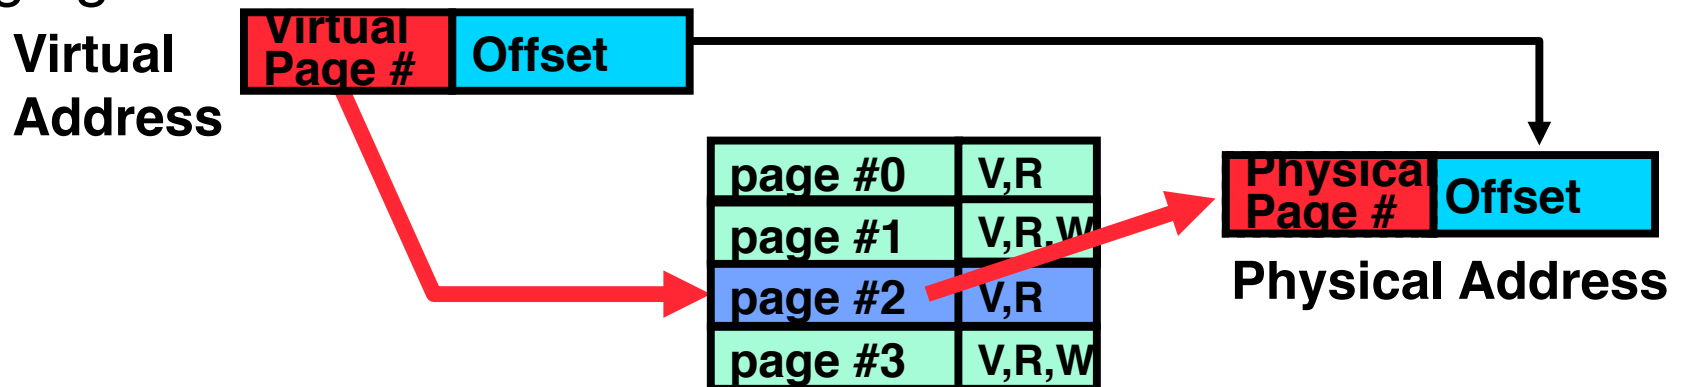 Virtual
Address
Virtual
Page #
Offset
page #0 V,R
page #1 V,R,W
page #2 V,R
page #3 V,R,W
Physical
Page #
Offset
Physical Address